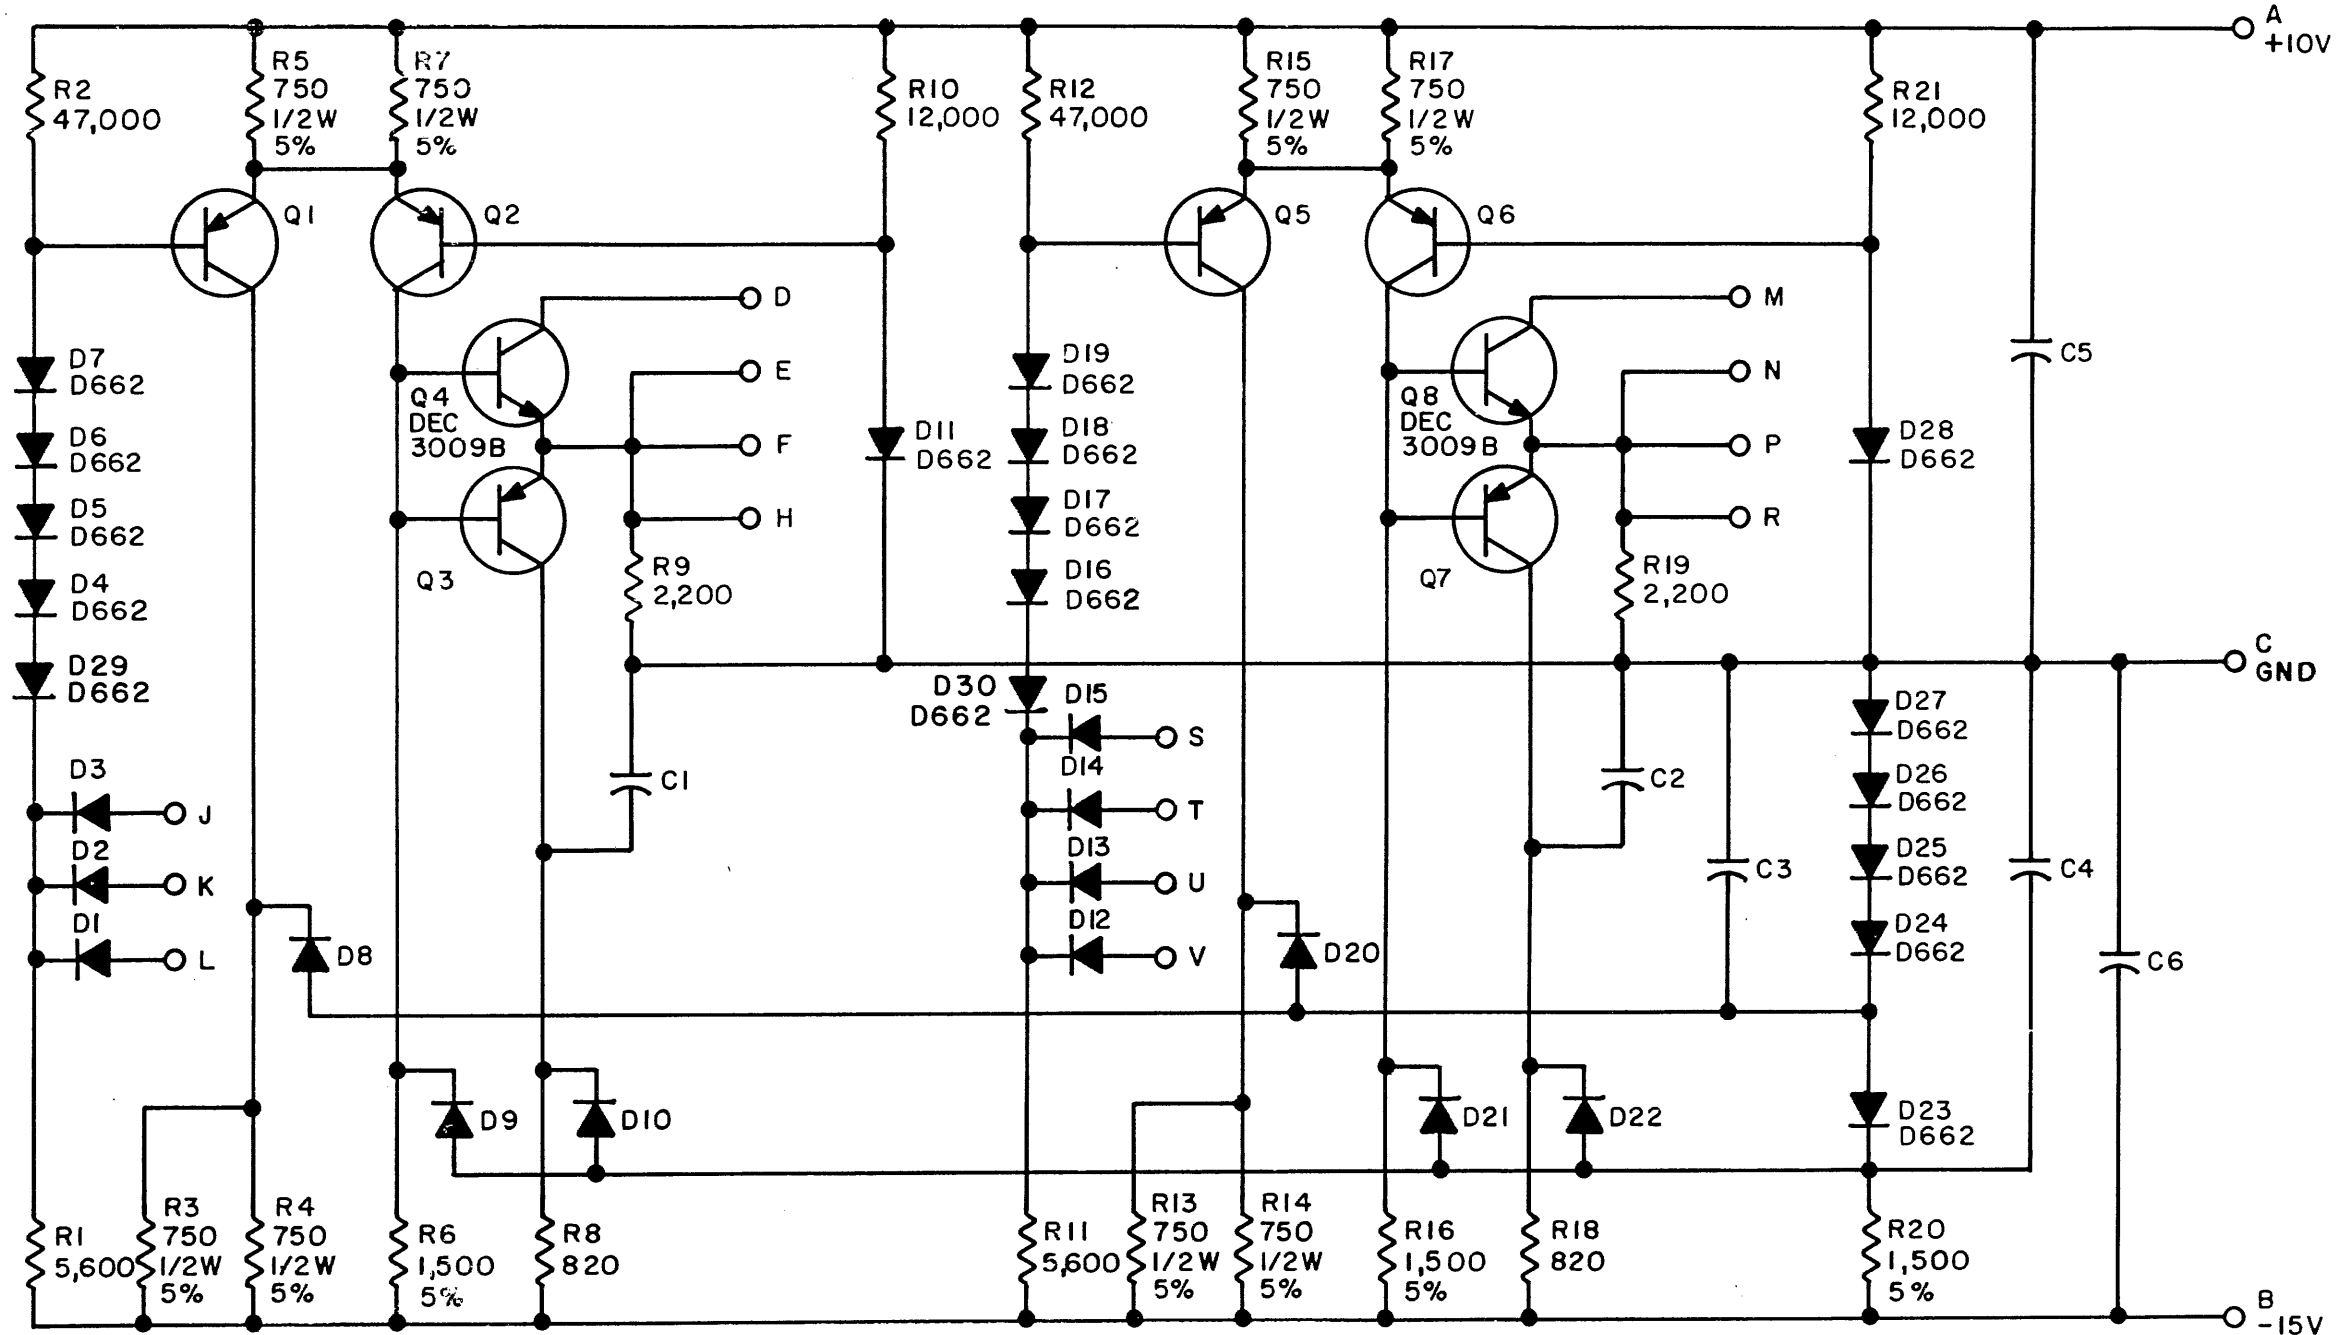 A
+10V
R2
47,000
R5
750
1/2W
5%
R7
750
1/2W
5%
R10
12,000
R12
47,000
R15
750
1/2W
5%
R17
750
1/2W
5%
R21
12,000
Q1
Q2
Q5
Q6
D
E
F
H
M
N
P
R
D7
D662
D6
D662
D5
D662
D4
D662
D29
D662
Q4
DEC
3009B
Q3
R9
2,200
D11
D662
D19
D662
D18
D662
D17
D662
D16
D662
D30
D662
Q8
DEC
3009B
Q7
R19
2,200
D28
D662
C5
C
GND
D3
J
D2
K
D1
L
D8
C1
D15
S
D14
T
D13
U
D12
V
D20
C2
C3
D27
D662
D26
D662
D25
D662
D24
D662
C4
C6
D9
D10
D21
D22
D23
D662
R1
5,600
R3
750
1/2W
5%
R4
750
1/2W
5%
R6
1,500
5%
R8
820
R11
5,600
R13
750
1/2W
5%
R14
750
1/2W
5%
R16
1,500
5%
R18
820
R20
1,500
5%
B
-15V